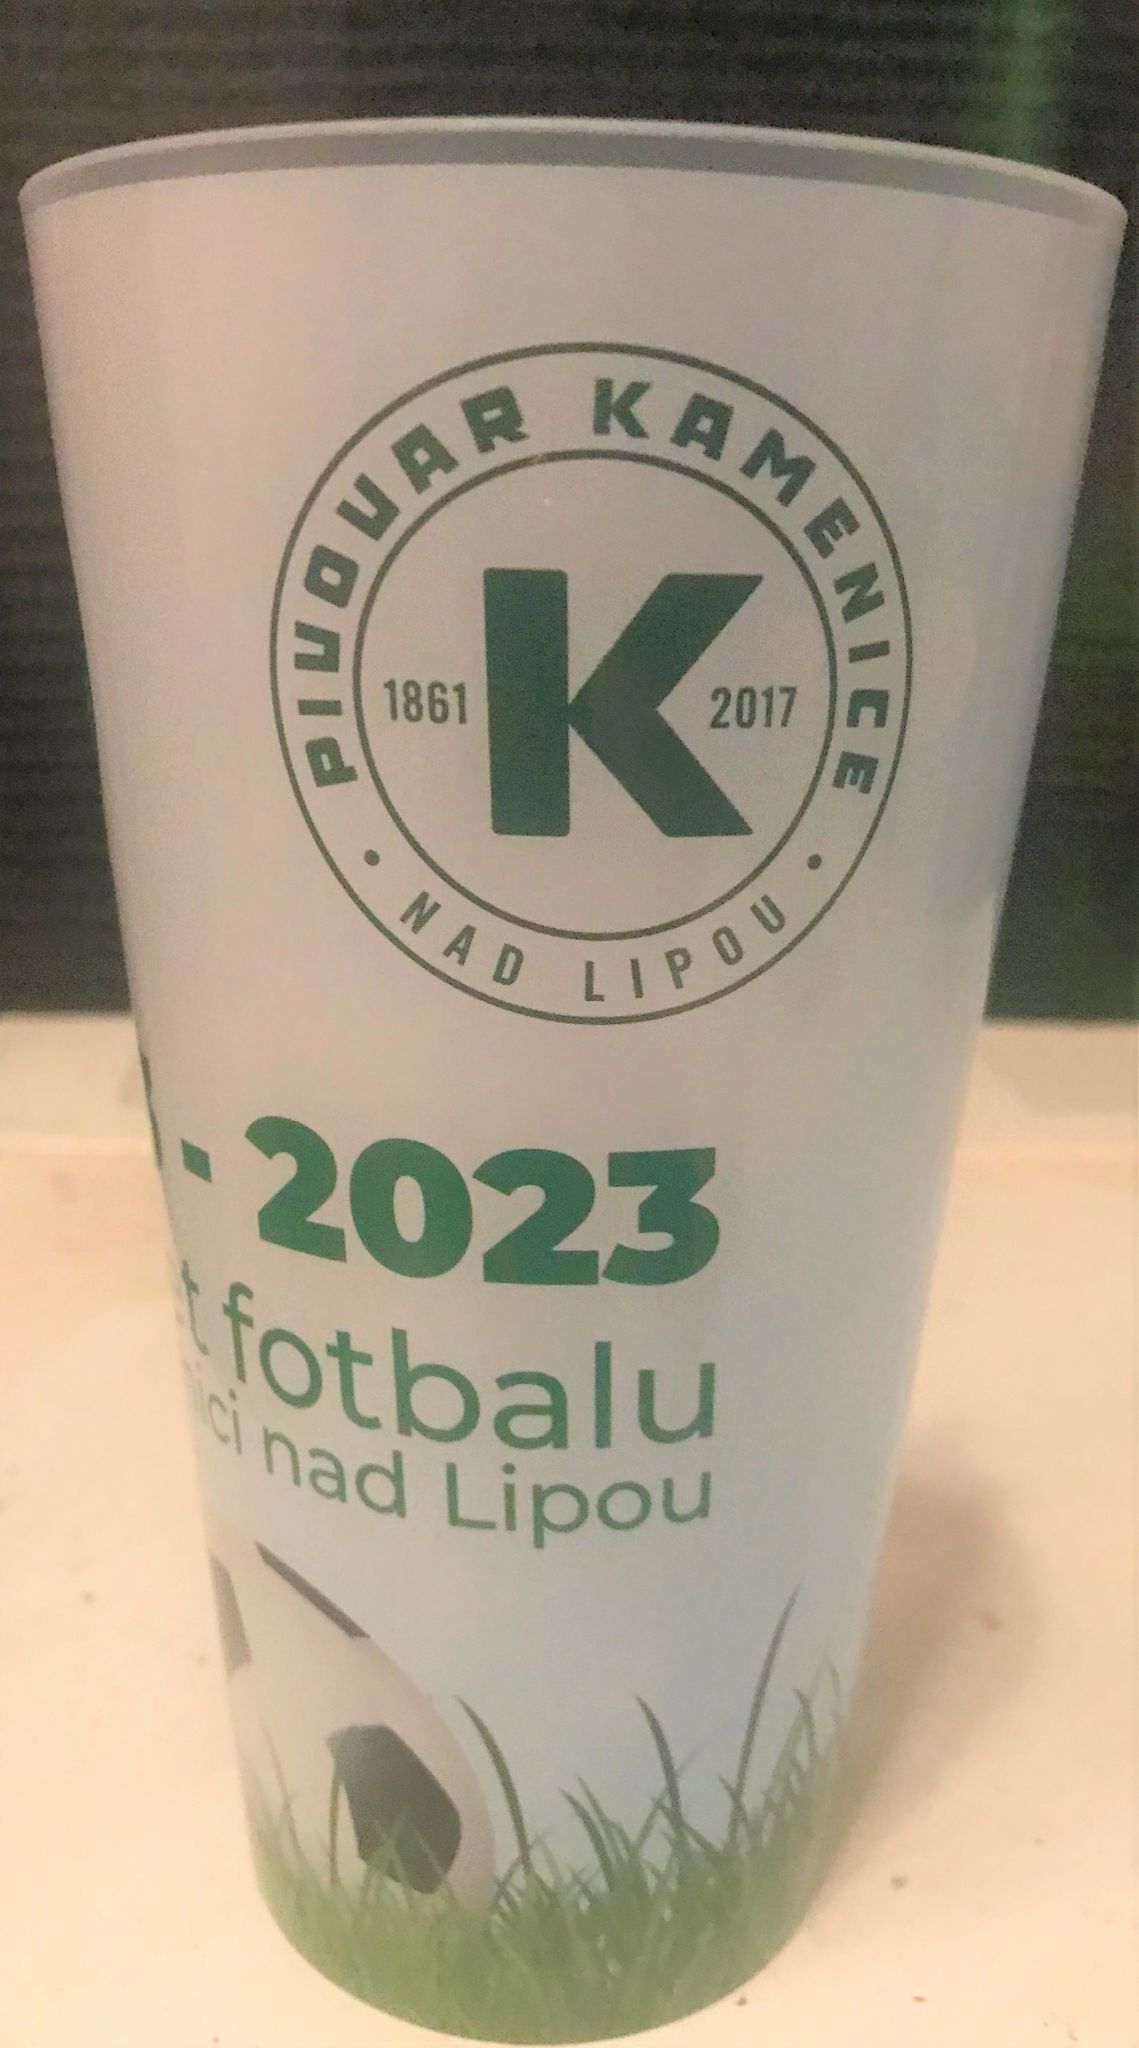 PIVOVAR KAMENICE
1861 K 2017
• NAD LIPOU •
- 2023
fotbalu
nad Lipou